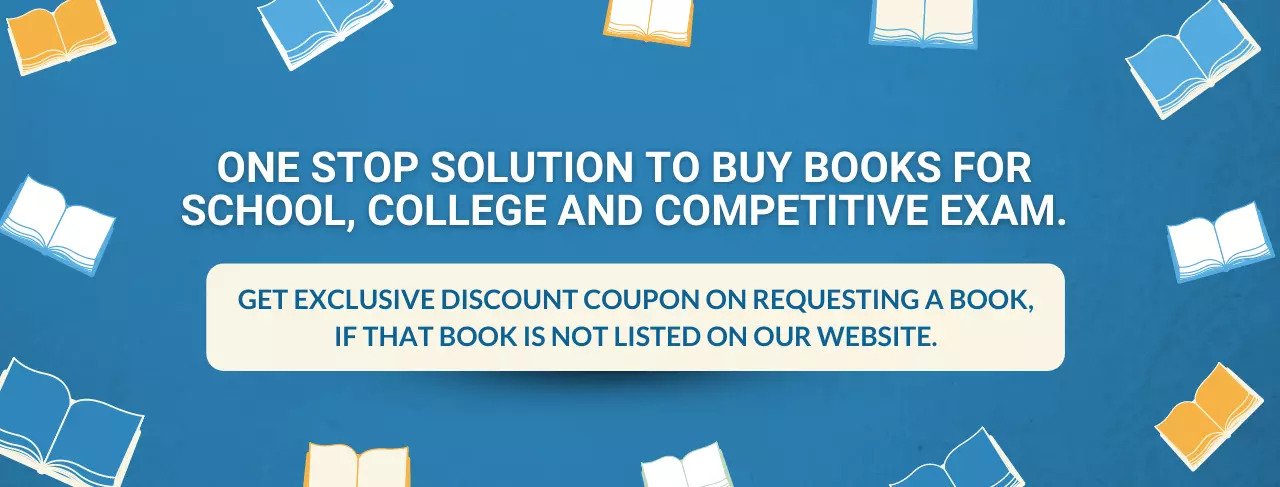 ONE STOP SOLUTION TO BUY BOOKS FOR
SCHOOL, COLLEGE AND COMPETITIVE EXAM.
GET EXCLUSIVE DISCOUNT COUPON ON REQUESTING A BOOK,
IF THAT BOOK IS NOT LISTED ON OUR WEBSITE.